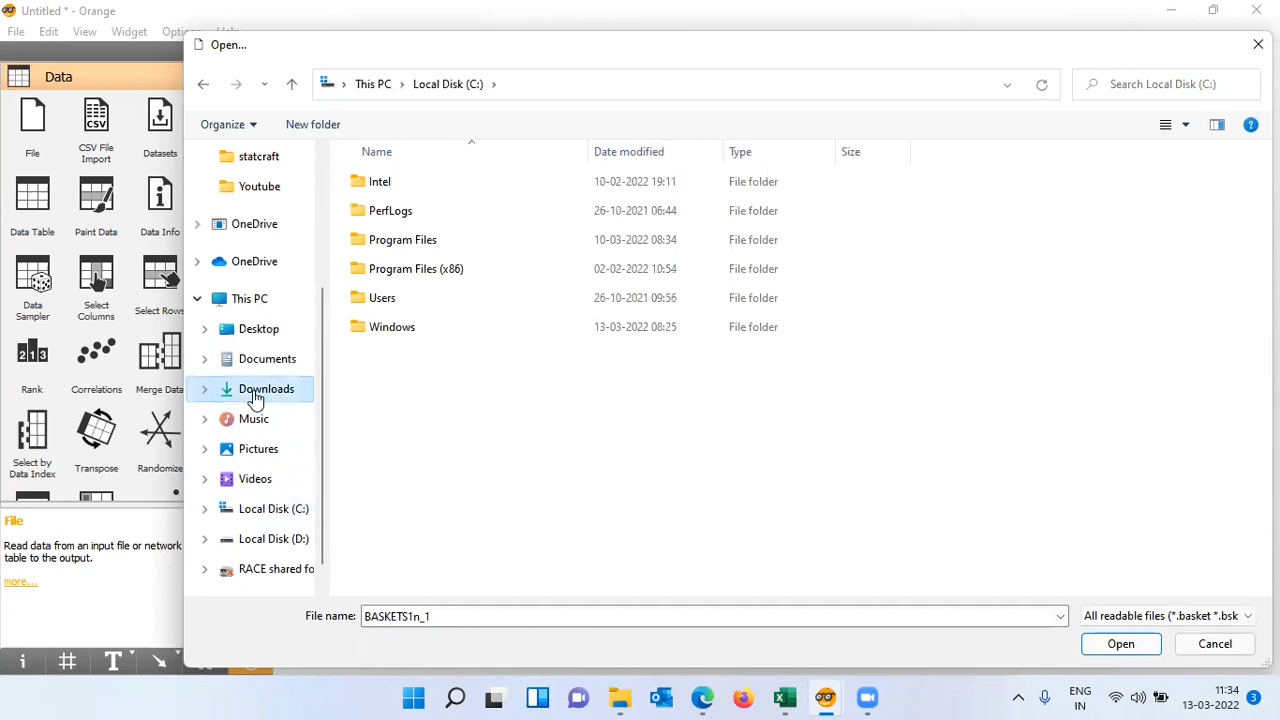 Untitled * - Orange
File Edit View Widget Options Help
Open...
Data
This PC
Local Disk (C:)
Search Local Disk (C:)
File
CSV File Import
Datasets
Organize
New folder
Name
Date modified
Type
Size
statcraft
Youtube
OneDrive
OneDrive
This PC
Desktop
Documents
Downloads
Music
Pictures
Videos
Local Disk (C:)
Local Disk (D:)
RACE shared fo
Intel 10-02-2022 19:11 File folder
PerfLogs 26-10-2021 06:44 File folder
Program Files 10-03-2022 08:34 File folder
Program Files (x86) 02-02-2022 10:54 File folder
Users 26-10-2021 09:56 File folder
Windows 13-03-2022 08:25 File folder
Data Table
Paint Data
Data Info
Data Sampler
Select Columns
Select Rows
Rank
Correlations
Merge Data
Select by Data Index
Transpose
Randomize
File
Read data from an input file or network
table to the output.
more...
File name:
BASKETS1n_1
All readable files (*.basket *.bsk
Open
Cancel
ENG
IN
11:34
13-03-2022
3